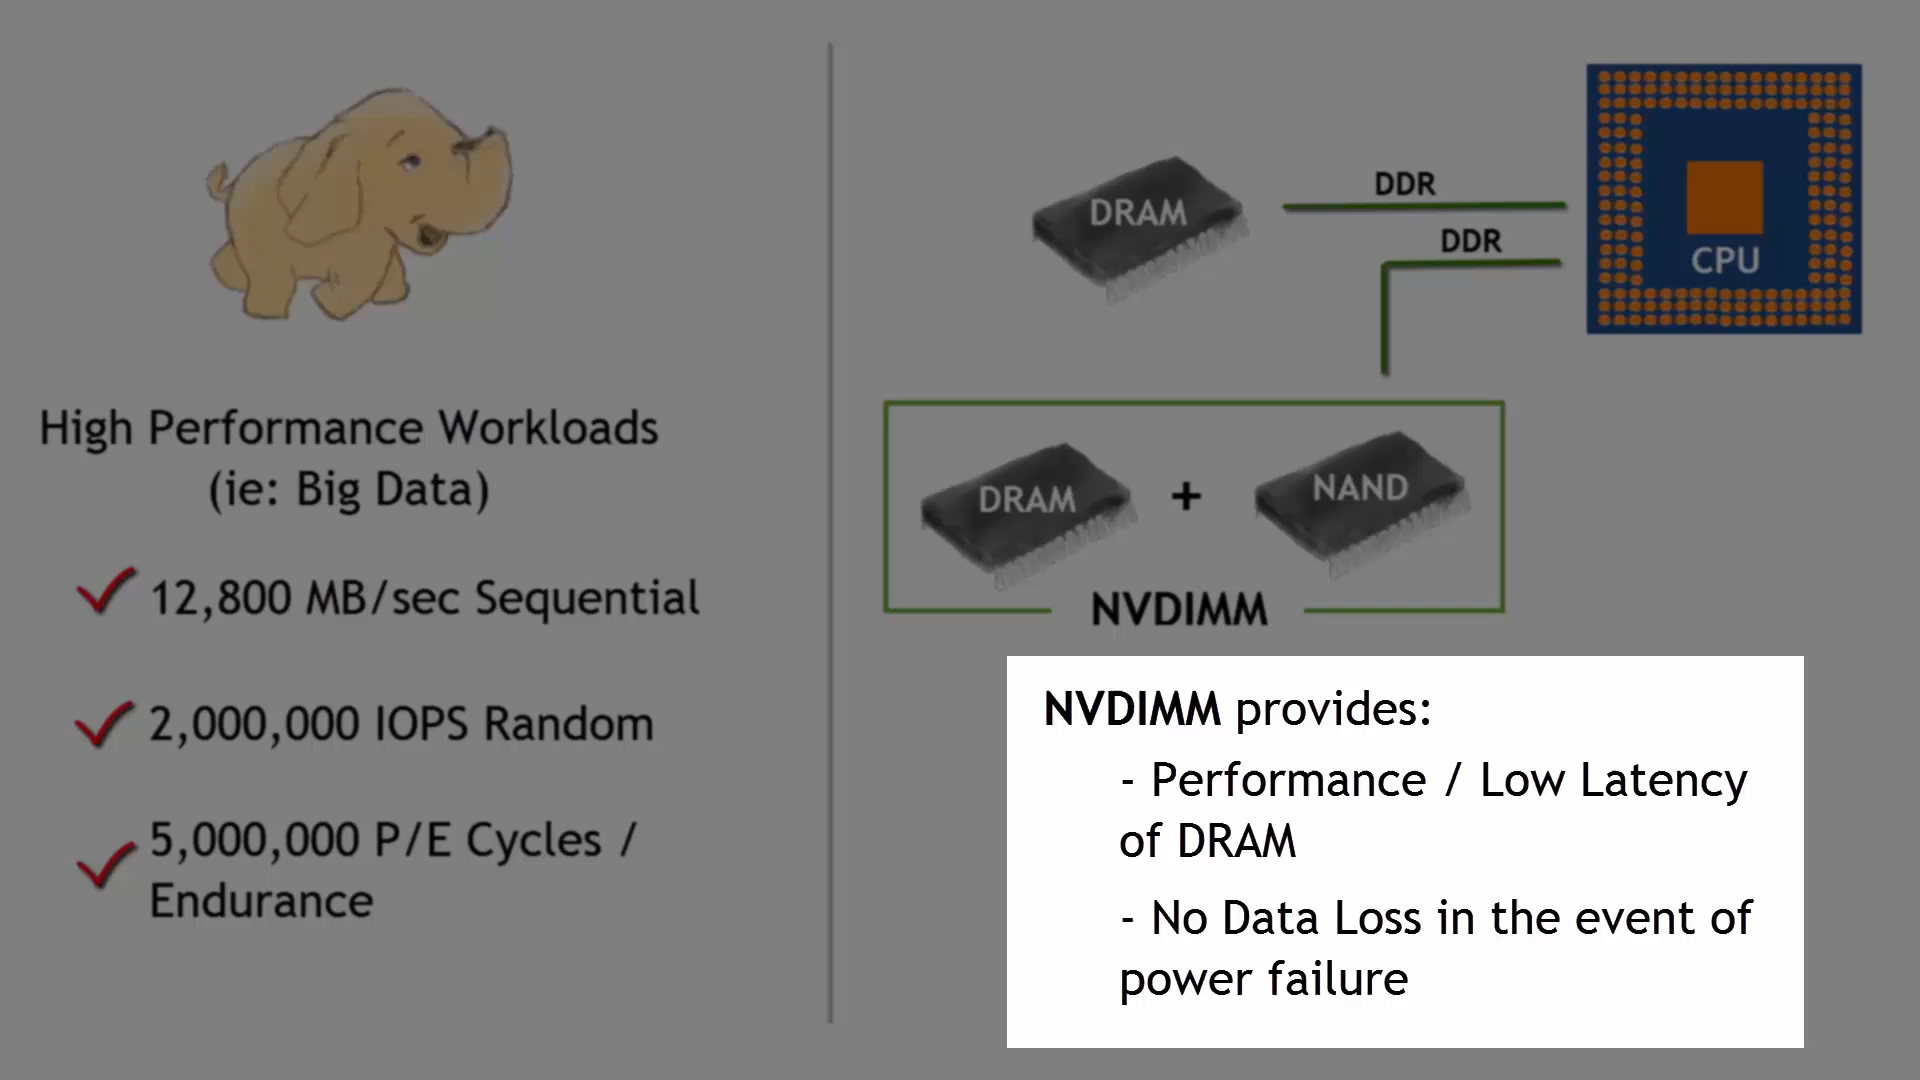 High Performance Workloads
(ie: Big Data)
12,800 MB/sec Sequential
2,000,000 IOPS Random
5,000,000 P/E Cycles /
Endurance
DRAM
DDR
DDR
CPU
DRAM
+
NAND
NVDIMM
NVDIMM provides:
- Performance / Low Latency
of DRAM
- No Data Loss in the event of
power failure